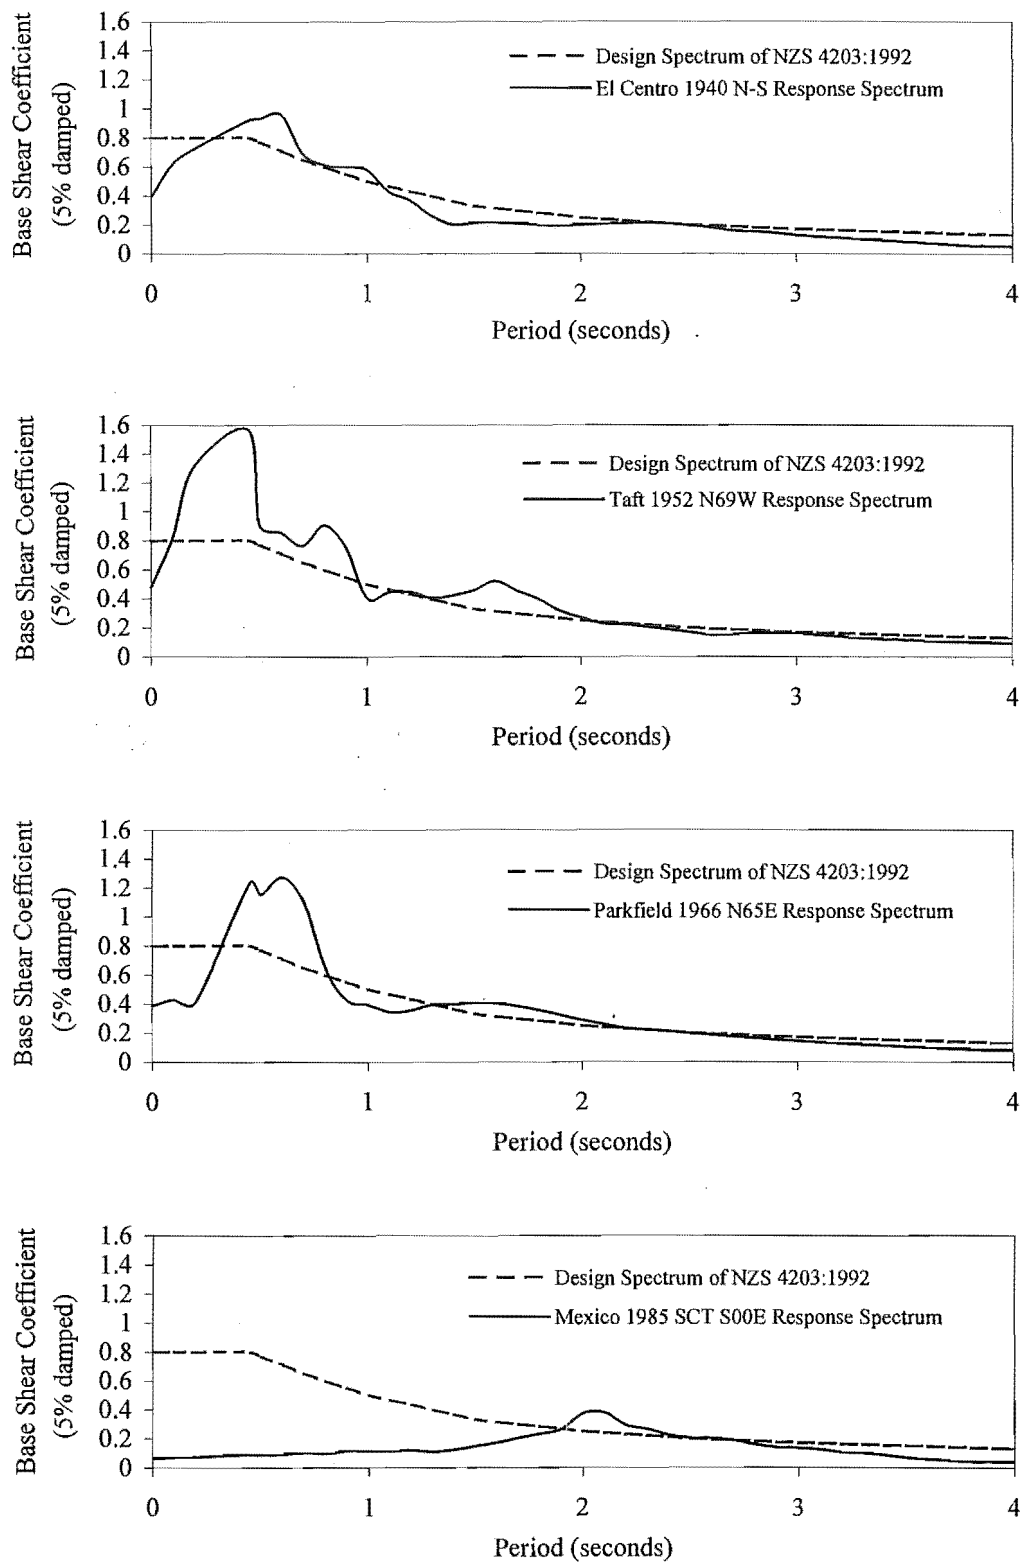 Base Shear Coefficient
(5% damped)
1.6
1.4
1.2
1
0.8
0.6
0.4
0.2
0
Design Spectrum of NZS 4203:1992
El Centro 1940 N-S Response Spectrum
0 1 2 3 4
Period (seconds)
Base Shear Coefficient
(5% damped)
1.6
1.4
1.2
1
0.8
0.6
0.4
0.2
0
Design Spectrum of NZS 4203:1992
Taft 1952 N69W Response Spectrum
0 1 2 3 4
Period (seconds)
Base Shear Coefficient
(5% damped)
1.6
1.4
1.2
1
0.8
0.6
0.4
0.2
0
Design Spectrum of NZS 4203:1992
Parkfield 1966 N65E Response Spectrum
0 1 2 3 4
Period (seconds)
Base Shear Coefficient
(5% damped)
1.6
1.4
1.2
1
0.8
0.6
0.4
0.2
0
Design Spectrum of NZS 4203:1992
Mexico 1985 SCT S00E Response Spectrum
0 1 2 3 4
Period (seconds)